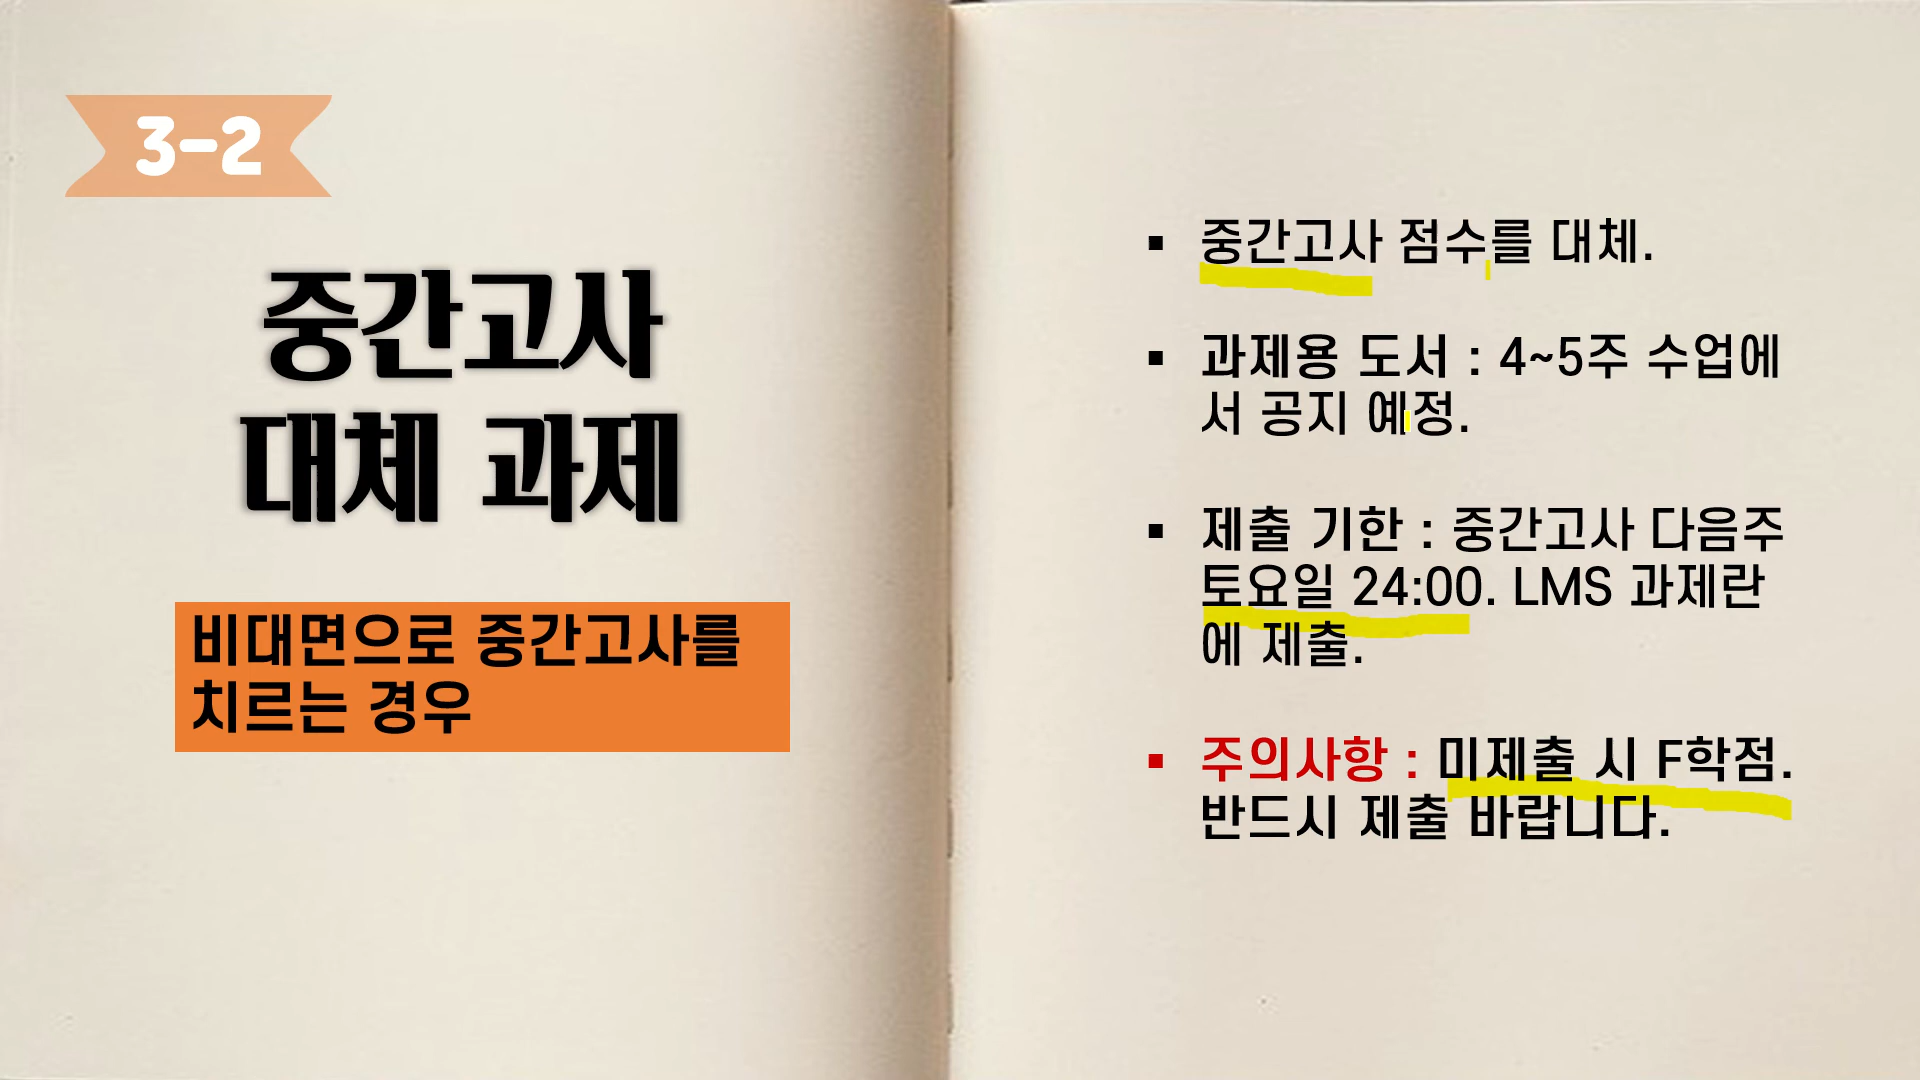 3-2
중간고사
대체 과제
비대면으로 중간고사를
치르는 경우
▪ 중간고사 점수를 대체.
▪ 과제용 도서 : 4~5주 수업에
서 공지 예정.
▪ 제출 기한 : 중간고사 다음주
토요일 24:00. LMS 과제란
에 제출.
▪ 주의사항 : 미제출 시 F학점.
반드시 제출 바랍니다.